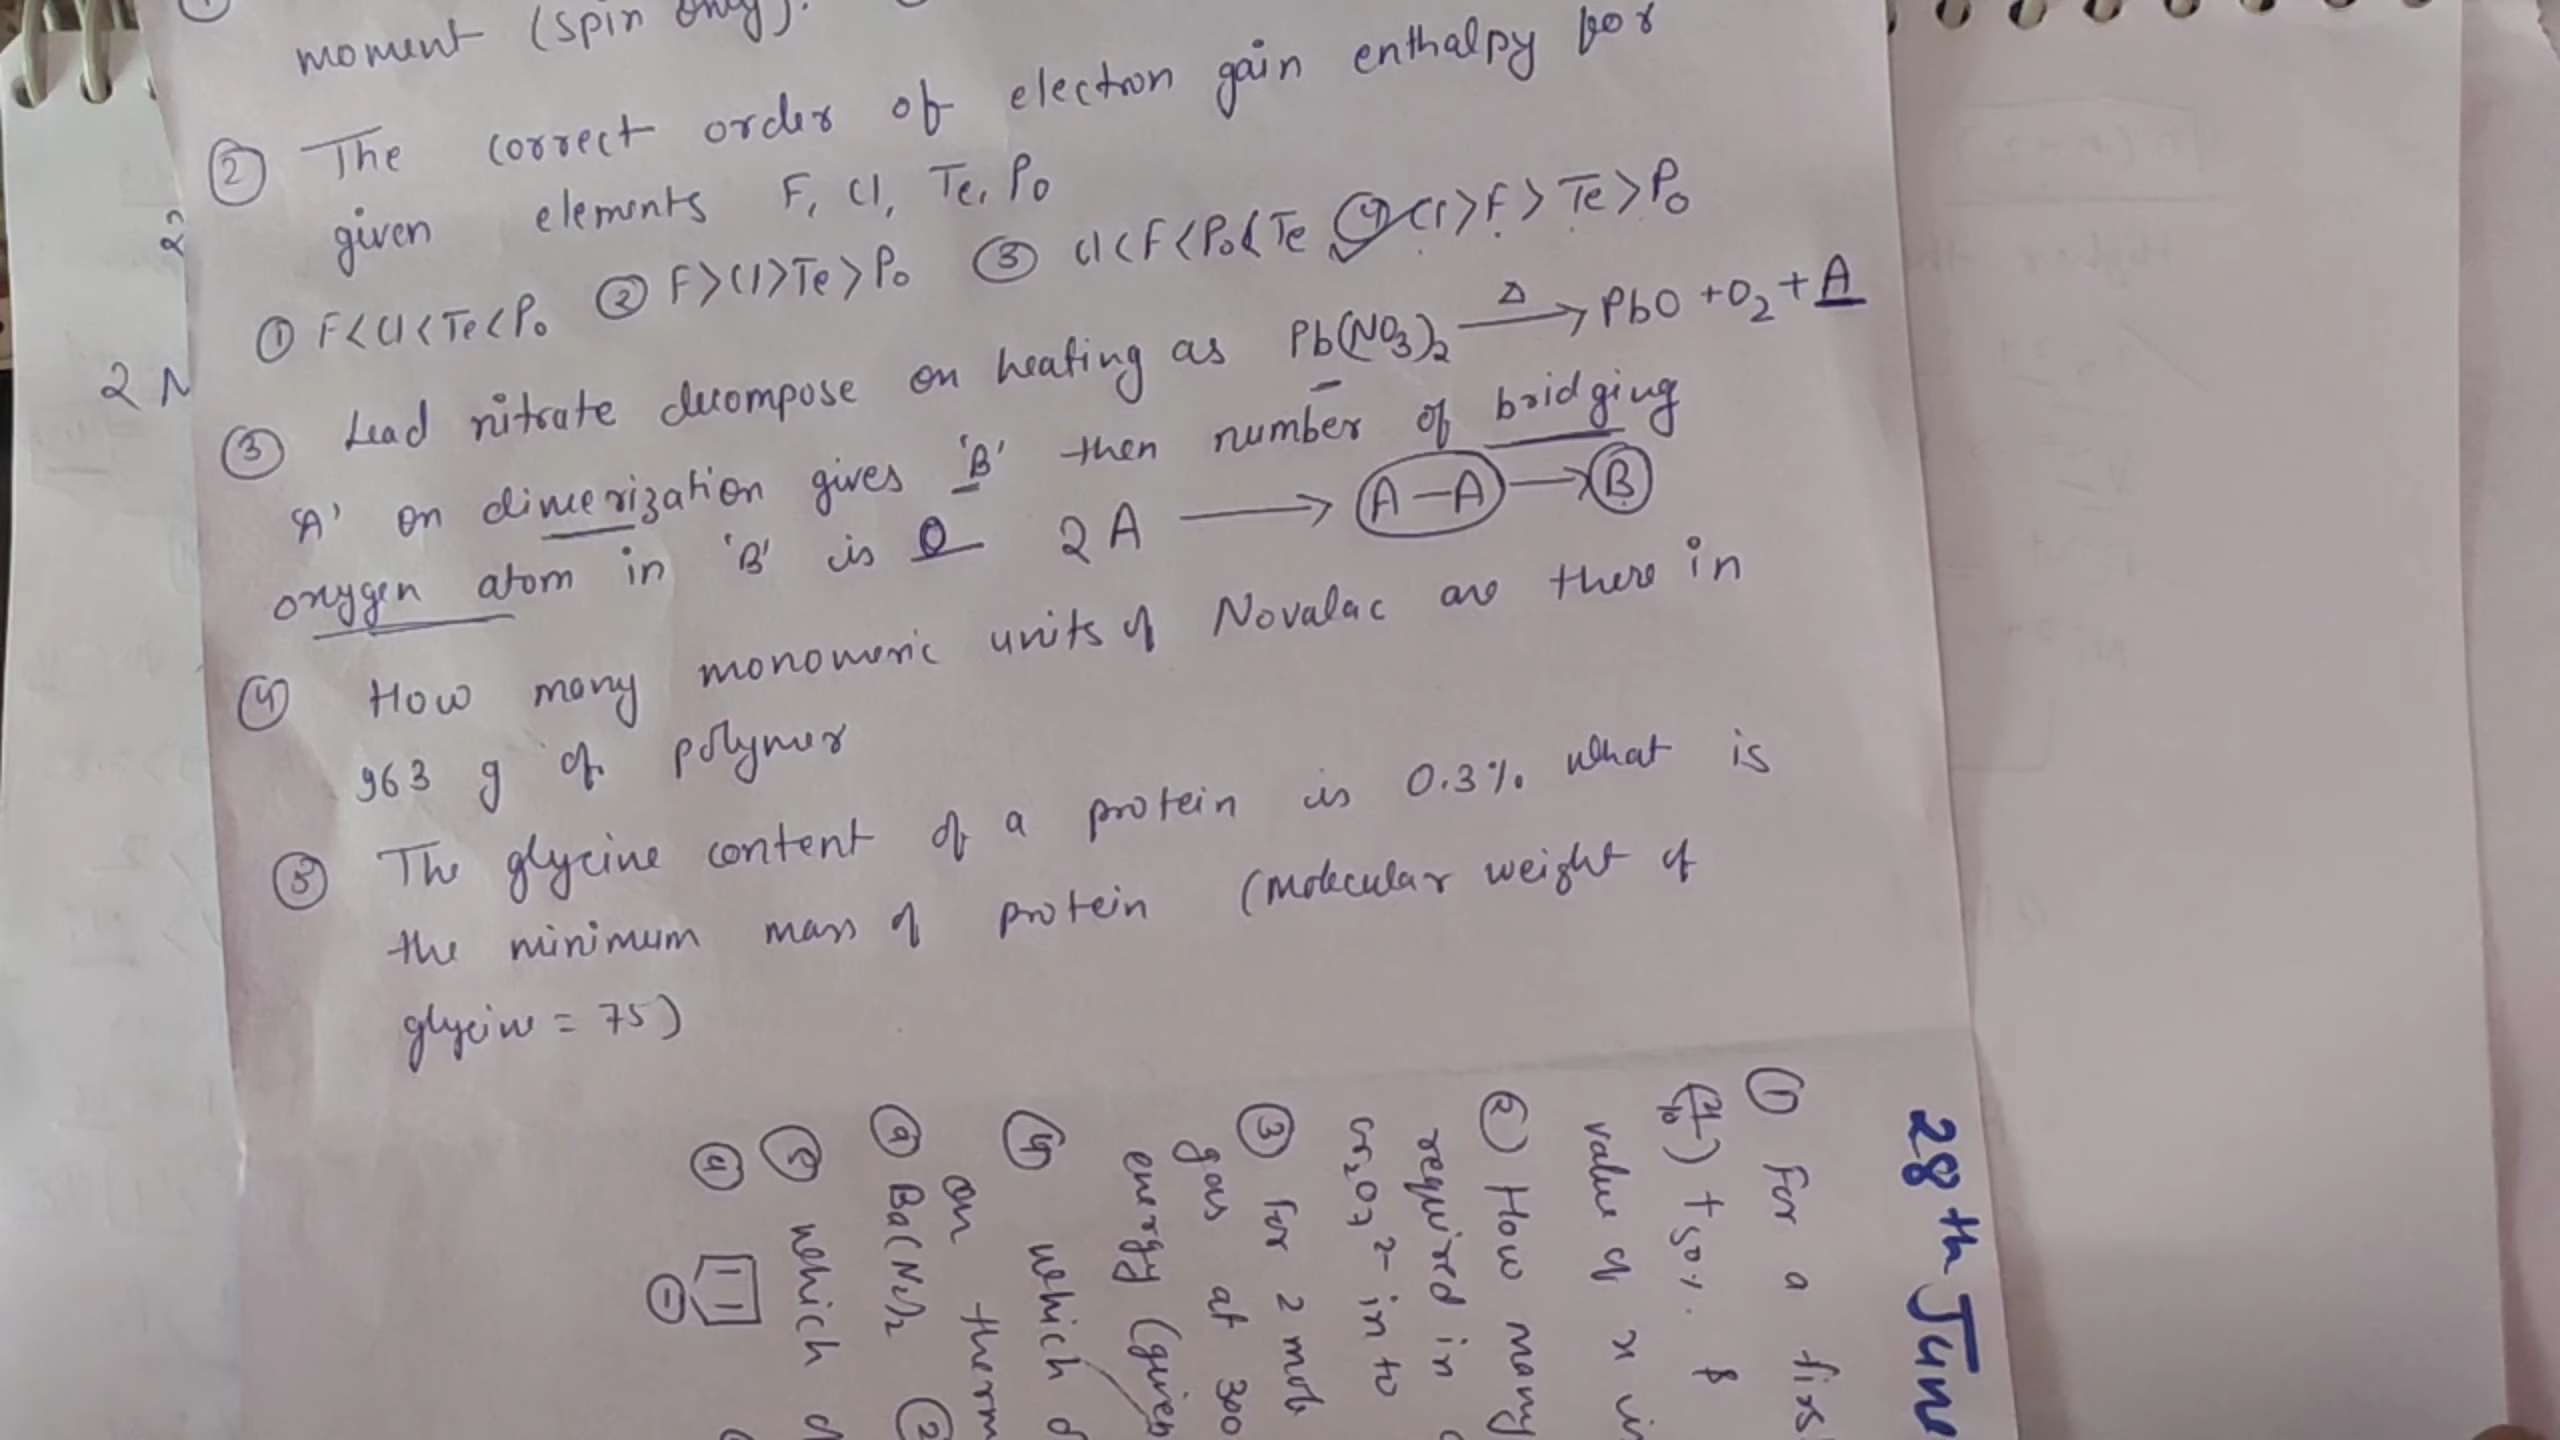 moment (spin only).
② The correct order of electron gain enthalpy for
given elements F, Cl, Te, Po
① F<Cl<Te<Po ② F>Cl>Te>Po ③ Cl<F<Po<Te ④ Cl>F>Te>Po
③ Lead nitrate decompose on heating as Pb(NO3)2 →Δ PbO + O2 + A
'A' on dimerization gives 'B' then number of bridging
oxygen atom in 'B' is 0 2A → A–A → B
④ How many monomeric units of Novalac are there in
963 g of polymer
⑤ The glycine content of a protein is 0.3% what is
the minimum mass of protein (molecular weight of
glycine = 75)
2 N
28th June
① For a first
t 50%. &
value of x is
② How many
required in
Cr2O7 2- in to
③ For 2 mole
gas at 300
energy (given
④ which
on therm
② 
⑤ which of